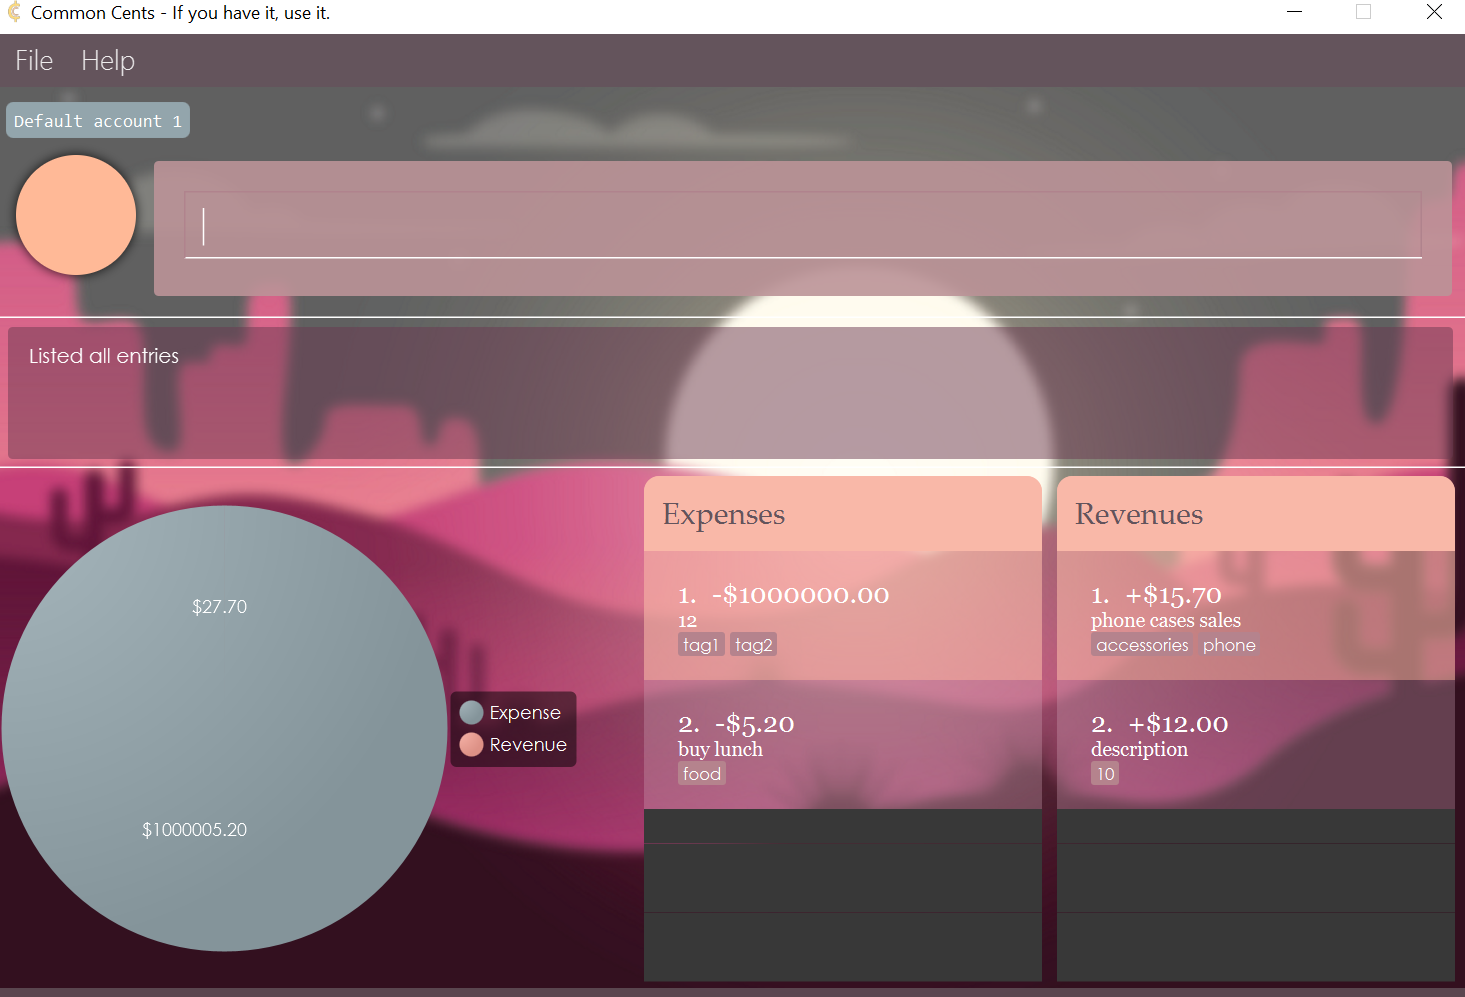 Common Cents - If you have it, use it.
File Help
Default account 1
Listed all entries
$27.70
$1000005.20
Expense
Revenue
Expenses
1. -$1000000.00
12
tag1 tag2
2. -$5.20
buy lunch
food
Revenues
1. +$15.70
phone cases sales
accessories phone
2. +$12.00
description
10